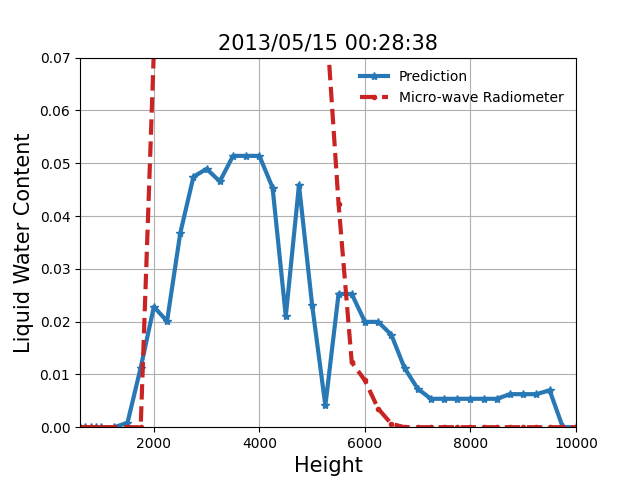 2013/05/15 00:28:38
0.07
0.06
0.05
0.04
0.03
0.02
0.01
0.00
Liquid Water Content
Prediction
Micro-wave Radiometer
2000 4000 6000 8000 10000
Height